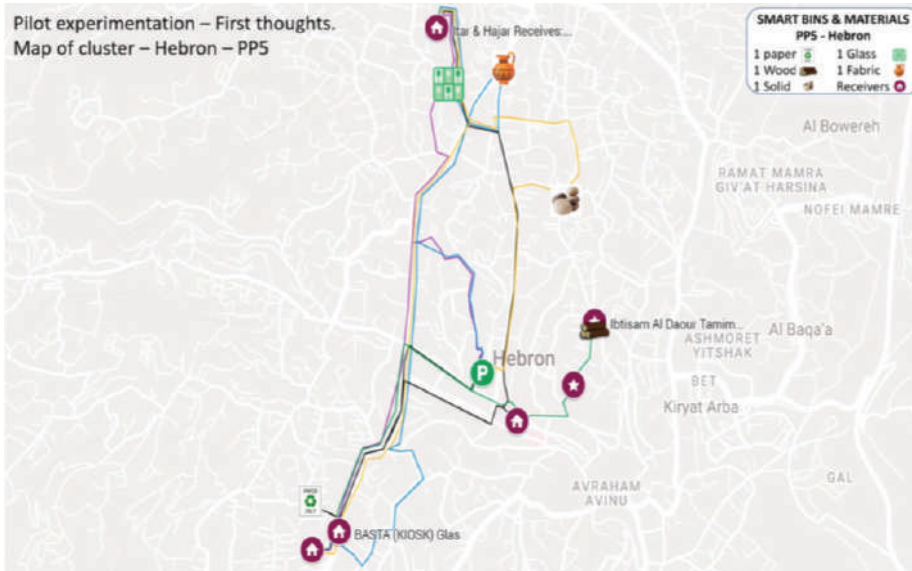 Pilot experimentation – First thoughts.
Map of cluster – Hebron – PP5
SMART BINS & MATERIALS
PP5 - Hebron
1 paper
1 Glass
1 Wood
1 Fabric
1 Solid
Receivers
tar & Hajar Receives:...
Al Bowereh
RAMAT MAMRA
GIV'AT HARSINA
NOFEI MAMRE
Ibtisam Al Daour Tamim...
Al Baqa'a
ASHMORET
YITSHAK
Hebron
P
BET
Kiryat Arba
GAL
AVRAHAM
AVINU
BASTA (KIOSK) Glas